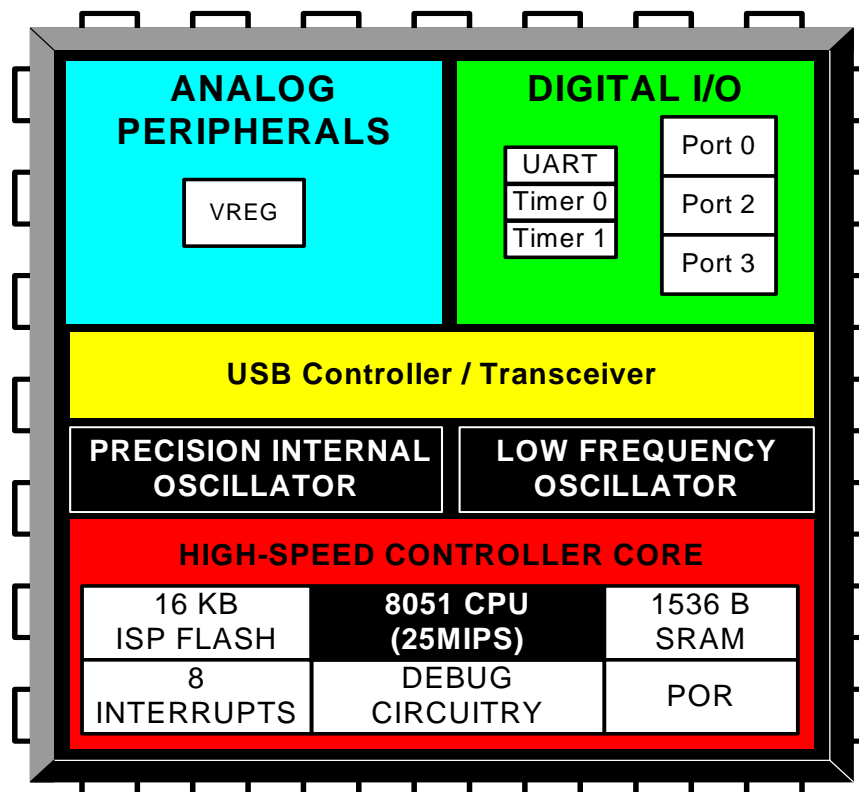 ANALOG
PERIPHERALS
VREG
DIGITAL I/O
UART
Timer 0
Timer 1
Port 0
Port 2
Port 3
USB Controller / Transceiver
PRECISION INTERNAL
OSCILLATOR
LOW FREQUENCY
OSCILLATOR
HIGH-SPEED CONTROLLER CORE
16 KB
ISP FLASH
8051 CPU
(25MIPS)
1536 B
SRAM
8
INTERRUPTS
DEBUG
CIRCUITRY
POR